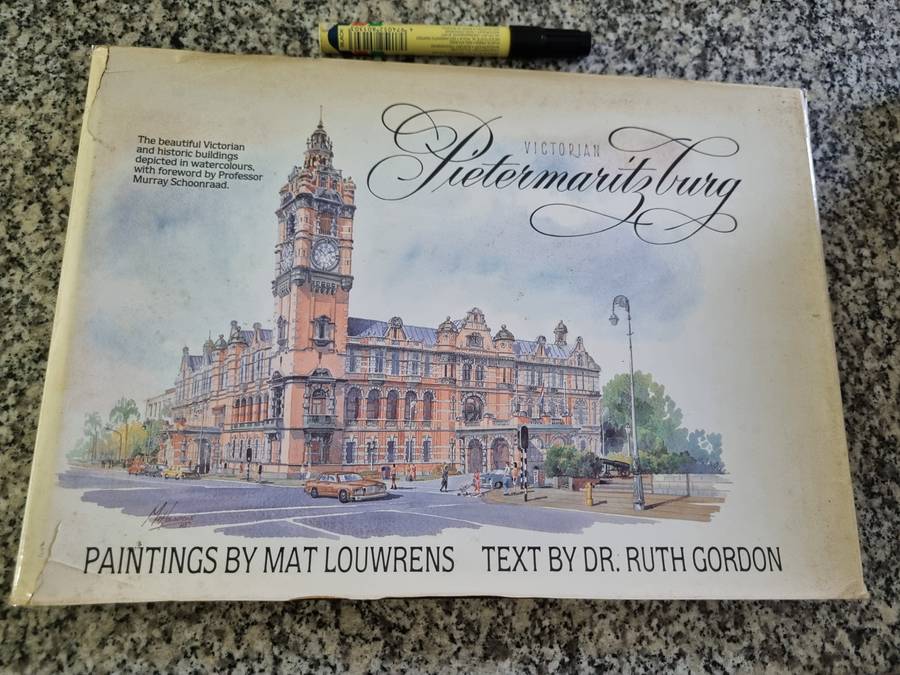 The beautiful Victorian
and historic buildings
depicted in watercolours,
with foreword by Professor
Murray Schoonraad.
VICTORIAN
Pietermaritzburg
PAINTINGS BY MAT LOUWRENS TEXT BY DR. RUTH GORDON